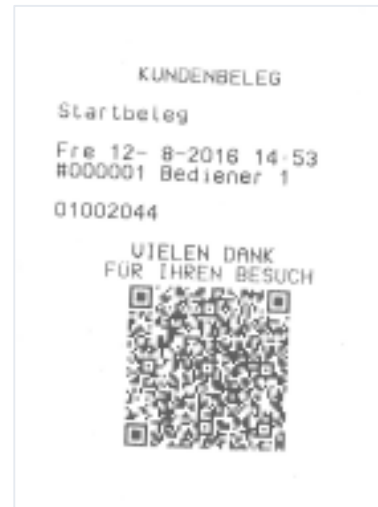 KUNDENBELEG
Startbeleg
Fre 12- 8-2016 14-53
#000001 Bediener 1
01002044
VIELEN DANK
FÜR IHREN BESUCH